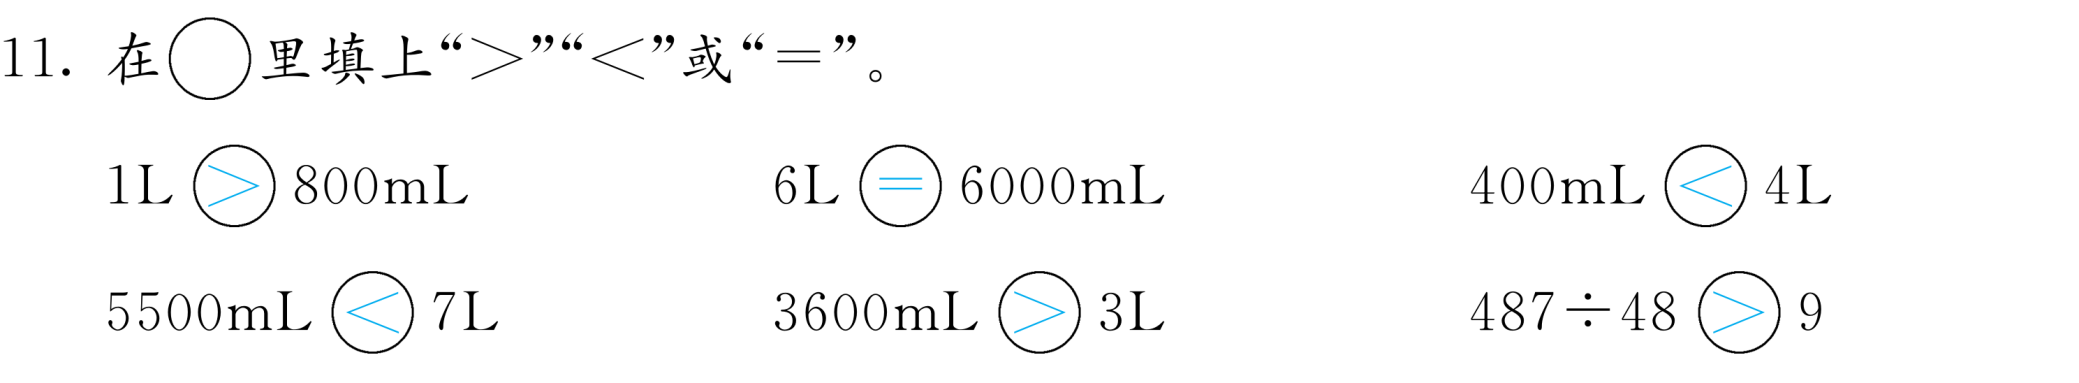 11. 在○里填上“>”“<”或“=”。
1L > 800mL 6L = 6000mL 400mL < 4L
5500mL < 7L 3600mL > 3L 487÷48 > 9